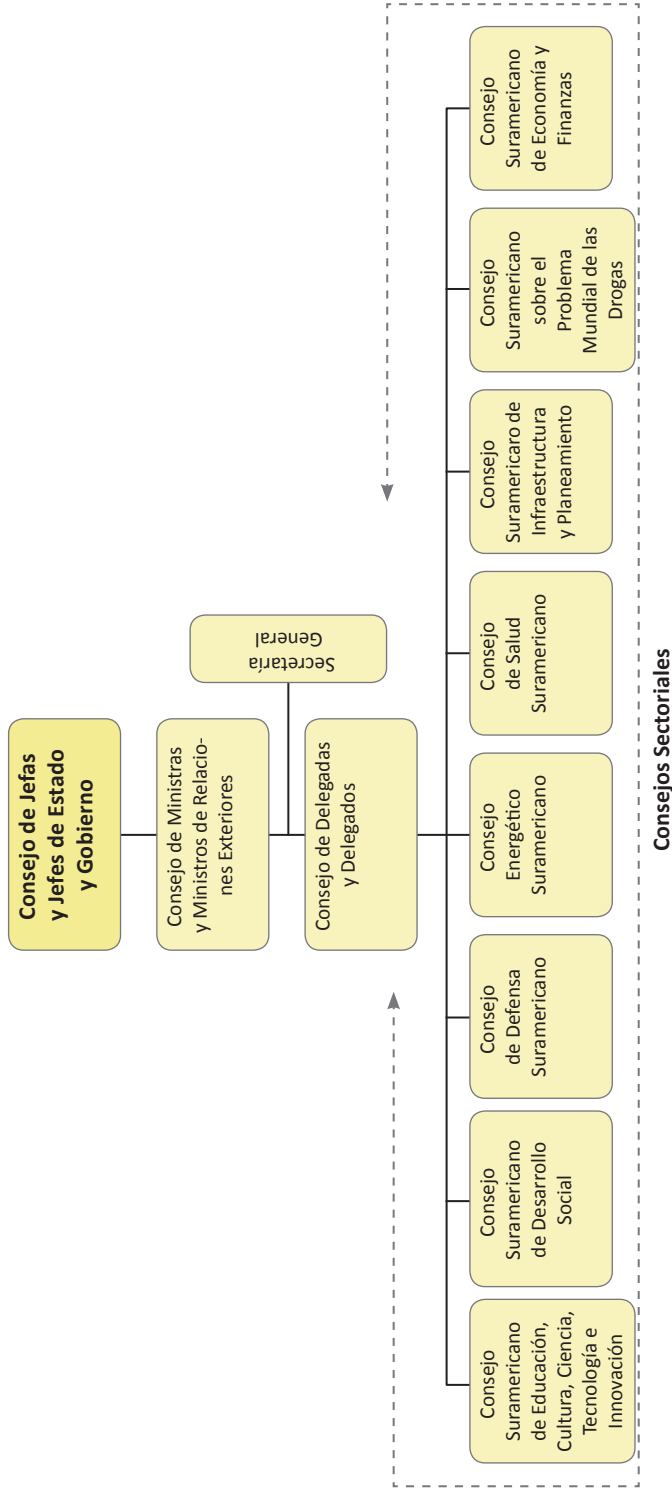 Consejo de Jefas
y Jefes de Estado
y Gobierno
Consejo de Ministras
y Ministros de Relacio-
nes Exteriores
Secretaría
General
Consejo de Delegadas
y Delegados
Consejo
Suramericano
de Educación,
Cultura, Ciencia,
Tecnología e
Innovación
Consejo
Suramericano
de Desarrollo
Social
Consejo
de Defensa
Suramericano
Consejo
Energético
Suramericano
Consejo
de Salud
Suramericano
Consejo
Suramericaro de
Infraestructura
y Planeamiento
Consejo
Suramericano
sobre el
Problema
Mundial de las
Drogas
Consejo
Suramericano
de Economía y
Finanzas
Consejos Sectoriales